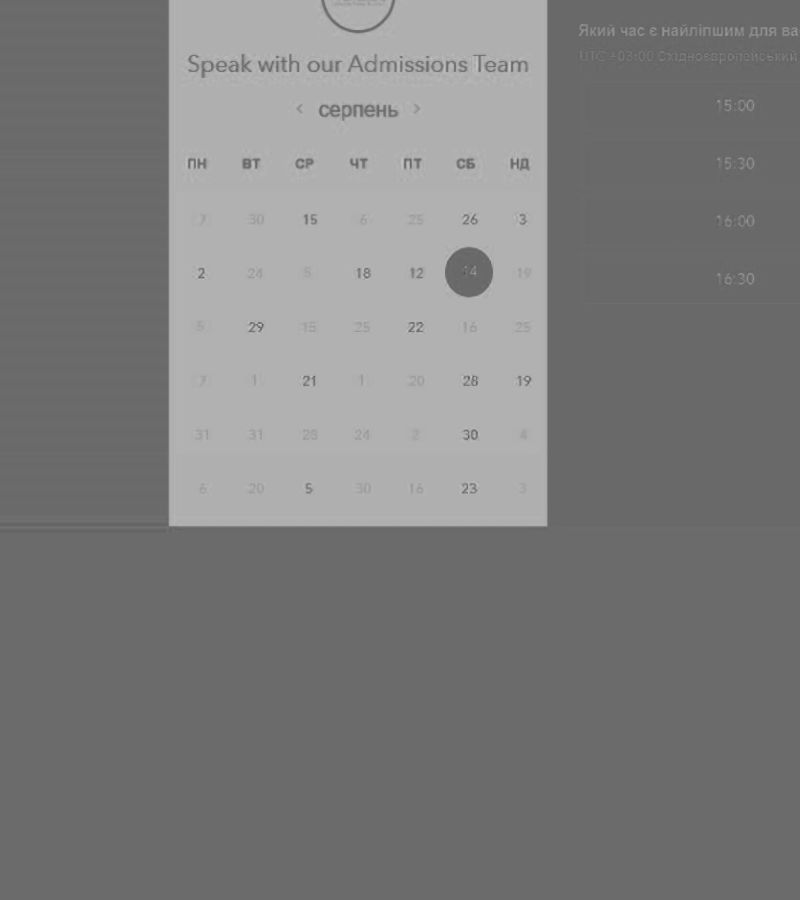 Speak with our Admissions Team
‹ серпень ›
ПН ВТ СР ЧТ ПТ СБ НД
7 30 15 6 25 26 3
2 24 5 18 12 14 19
5 29 15 25 22 16 25
7 1 21 1 20 28 19
31 31 28 24 2 30 4
6 20 5 30 16 23 3
Який час є найліпшим для ва
UTC +03:00 Східноєвропейський
15:00
15:30
16:00
16:30